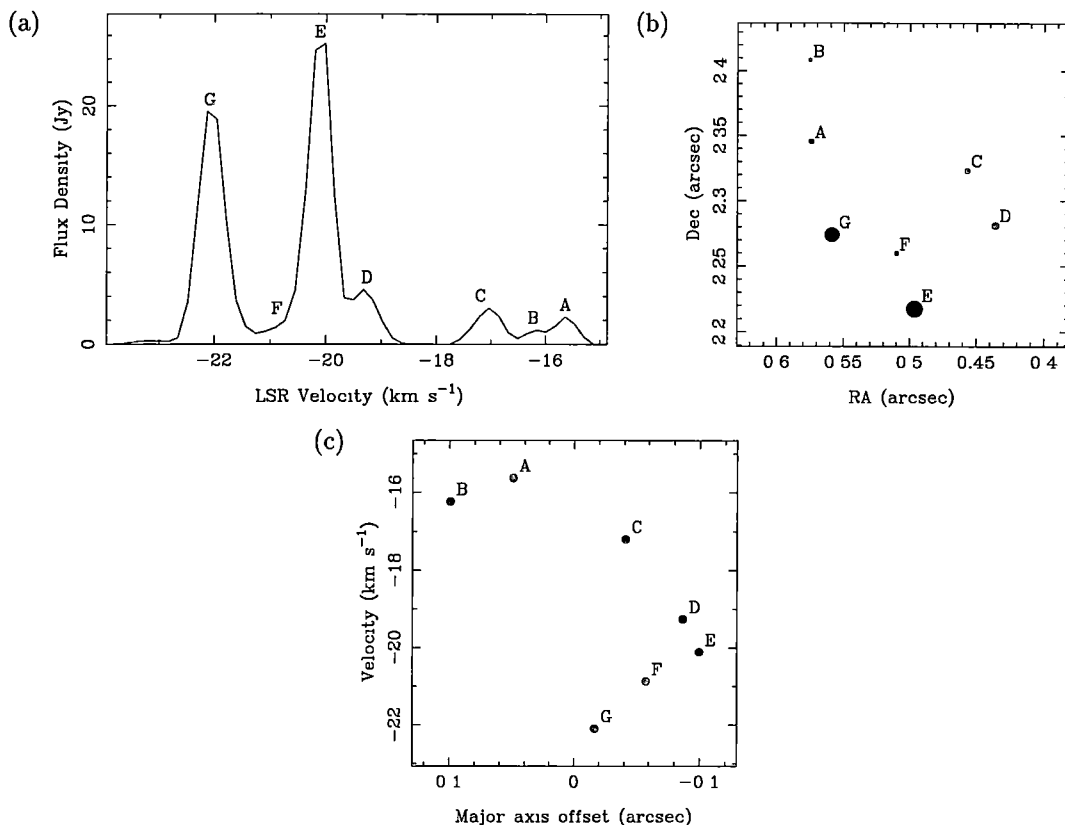 (a)
Flux Density (Jy)
20
10
0
G
F
E
D
C
B
A
−22 −20 −18 −16
LSR Velocity (km s⁻¹)
(b)
Dec (arcsec)
2 4
2 35
2 3
2 25
2 2
B
A
C
G
D
F
E
0 6 0 55 0 5 0 45 0 4
RA (arcsec)
(c)
Velocity (km s⁻¹)
−16
−18
−20
−22
A
B
C
D
E
F
G
0 1 0 −0 1
Major axis offset (arcsec)